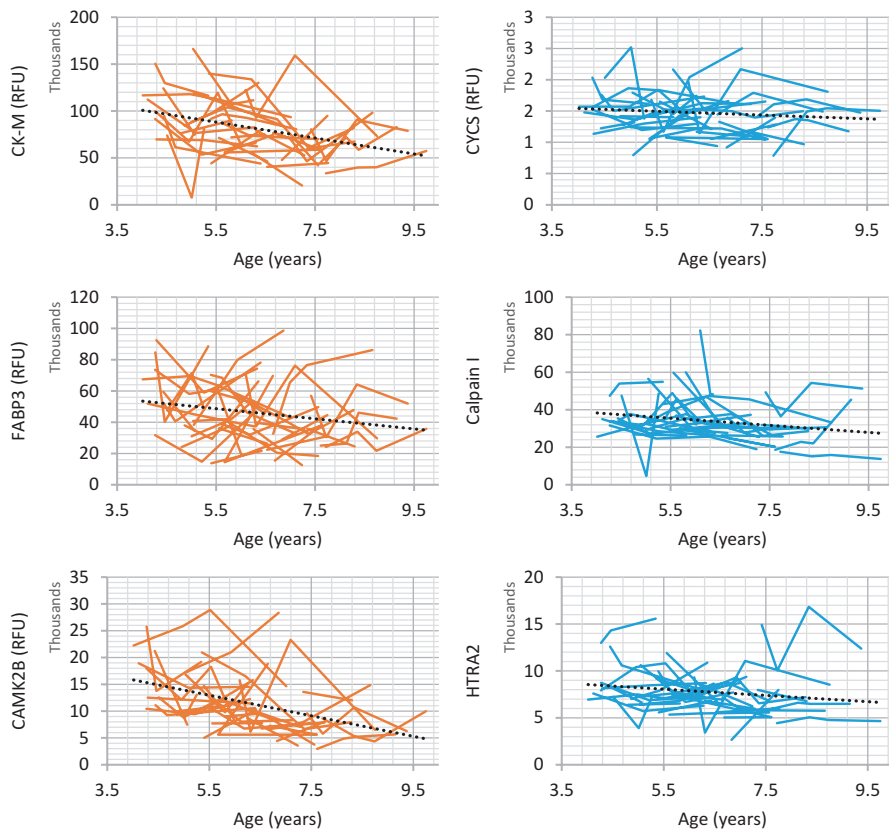 CK-M (RFU)
Thousands
200
150
100
50
0
3.5 5.5 7.5 9.5
Age (years)
CYCS (RFU)
Thousands
3
3
2
2
1
1
0
3.5 5.5 7.5 9.5
Age (years)
FABP3 (RFU)
Thousands
120
100
80
60
40
20
0
3.5 5.5 7.5 9.5
Age (years)
Calpain I
Thousands
100
80
60
40
20
0
3.5 5.5 7.5 9.5
Age (years)
CAMK2B (RFU)
Thousands
35
30
25
20
15
10
5
0
3.5 5.5 7.5 9.5
Age (years)
HTRA2
Thousands
20
15
10
5
0
3.5 5.5 7.5 9.5
Age (years)